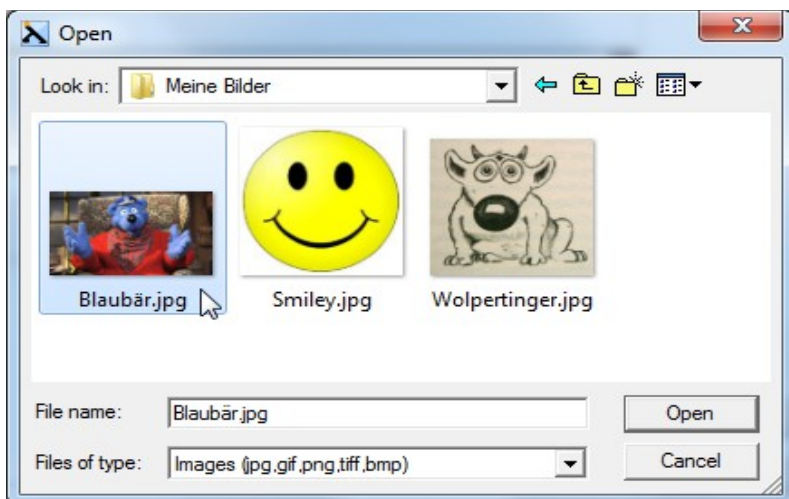 Open
Look in: Meine Bilder
Blaubär.jpg Smiley.jpg Wolpertinger.jpg
File name: Blaubär.jpg Open
Files of type: Images (jpg,gif,png,tiff,bmp) Cancel